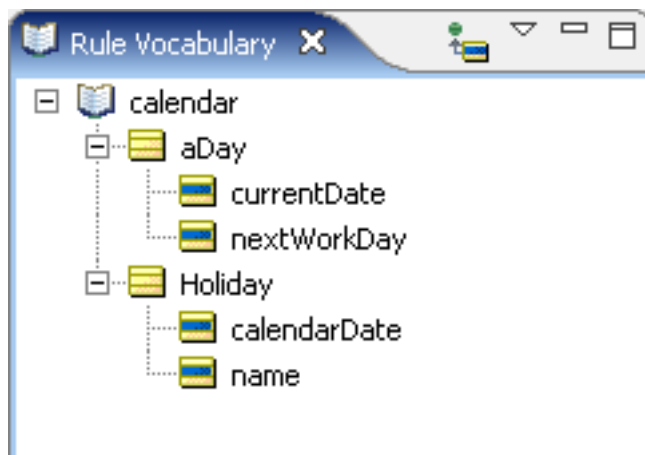 Rule Vocabulary
calendar
aDay
currentDate
nextWorkDay
Holiday
calendarDate
name